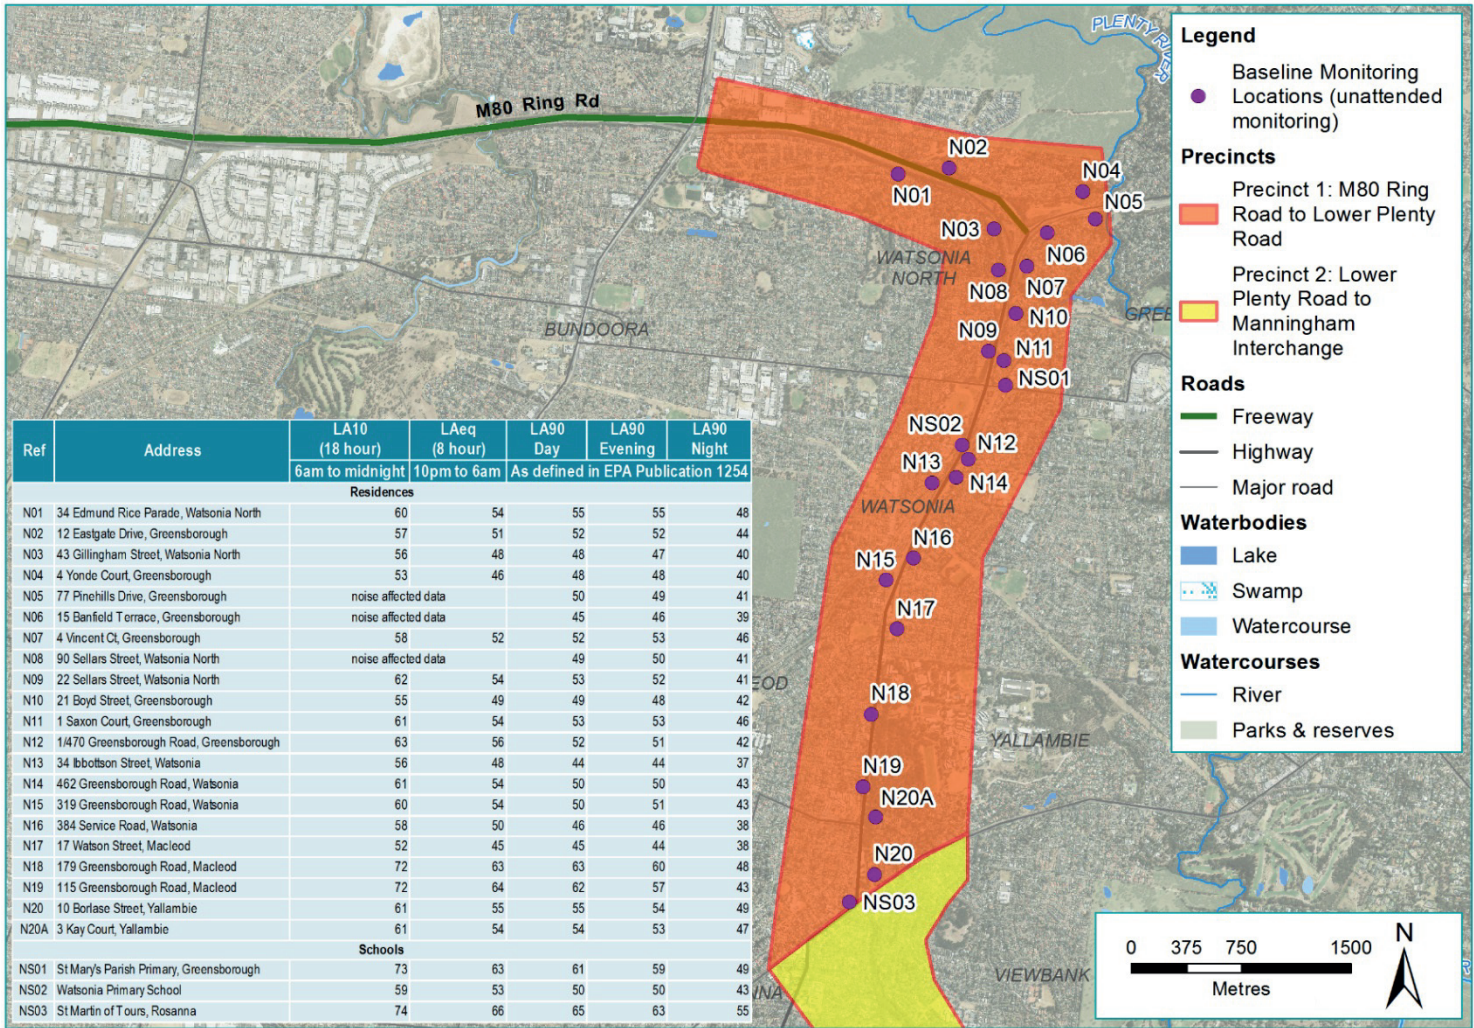 PLENTY RIVER
M80 Ring Rd
N02
N04
N01
N05
N03
N06
WATSONIA
NORTH
N07
N08
N10
BUNDOORA
N09
N11
NS01
NS02
N12
N13
N14
WATSONIA
N16
N15
N17
N18
YALLAMBIE
N19
N20A
N20
NS03
VIEWBANK
Legend
Baseline Monitoring
Locations (unattended
monitoring)
Precincts
Precinct 1: M80 Ring
Road to Lower Plenty
Road
Precinct 2: Lower
Plenty Road to
Manningham
Interchange
Roads
Freeway
Highway
Major road
Waterbodies
Lake
Swamp
Watercourse
Watercourses
River
Parks & reserves
0 375 750 1500
Metres
N
Ref Address LA10 (18 hour) LAeq (8 hour) LA90 Day LA90 Evening LA90 Night
6am to midnight 10pm to 6am As defined in EPA Publication 1254
Residences
N01 34 Edmund Rice Parade, Watsonia North 60 54 55 55 48
N02 12 Eastgate Drive, Greensborough 57 51 52 52 44
N03 43 Gillingham Street, Watsonia North 56 48 48 47 40
N04 4 Yonde Court, Greensborough 53 46 48 48 40
N05 77 Pinehills Drive, Greensborough noise affected data 50 49 41
N06 15 Banfield Terrace, Greensborough noise affected data 45 46 39
N07 4 Vincent Ct, Greensborough 58 52 52 53 46
N08 90 Sellars Street, Watsonia North noise affected data 49 50 41
N09 22 Sellars Street, Watsonia North 62 54 53 52 41
N10 21 Boyd Street, Greensborough 55 49 49 48 42
N11 1 Saxon Court, Greensborough 61 54 53 53 46
N12 1/470 Greensborough Road, Greensborough 63 56 52 51 42
N13 34 Ibbottson Street, Watsonia 56 48 44 44 37
N14 462 Greensborough Road, Watsonia 61 54 50 50 43
N15 319 Greensborough Road, Watsonia 60 54 50 51 43
N16 384 Service Road, Watsonia 58 50 46 46 38
N17 17 Watson Street, Macleod 52 45 45 44 38
N18 179 Greensborough Road, Macleod 72 63 63 60 48
N19 115 Greensborough Road, Macleod 72 64 62 57 43
N20 10 Borlase Street, Yallambie 61 55 55 54 49
N20A 3 Kay Court, Yallambie 61 54 54 53 47
Schools
NS01 St Mary's Parish Primary, Greensborough 73 63 61 59 49
NS02 Watsonia Primary School 59 53 50 50 43
NS03 St Martin of Tours, Rosanna 74 66 65 63 55